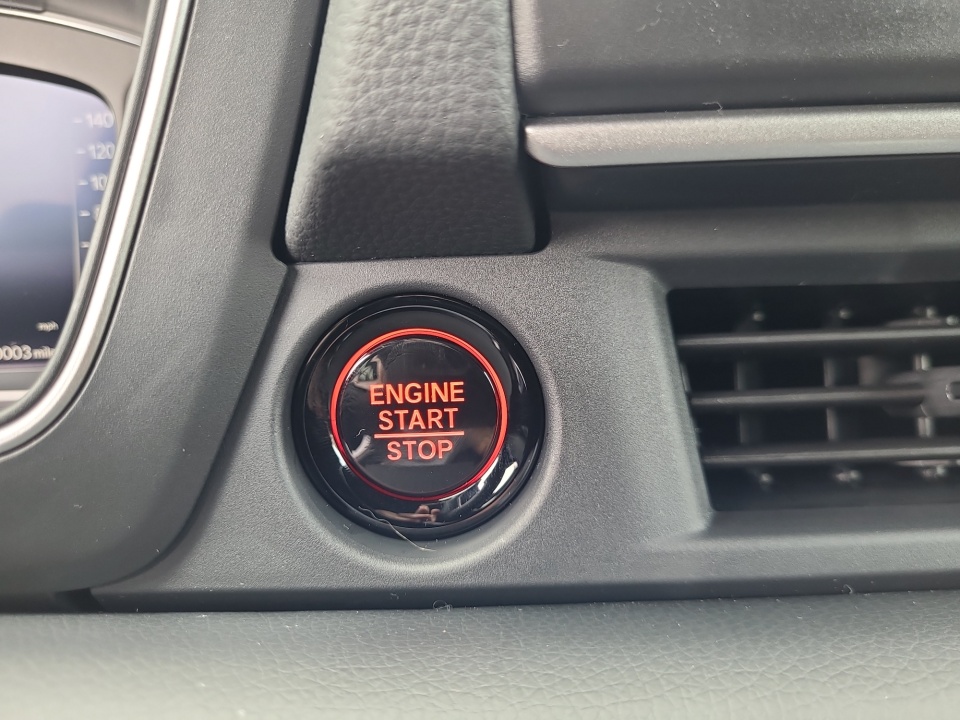 140
120
mph
ENGINE
START
STOP